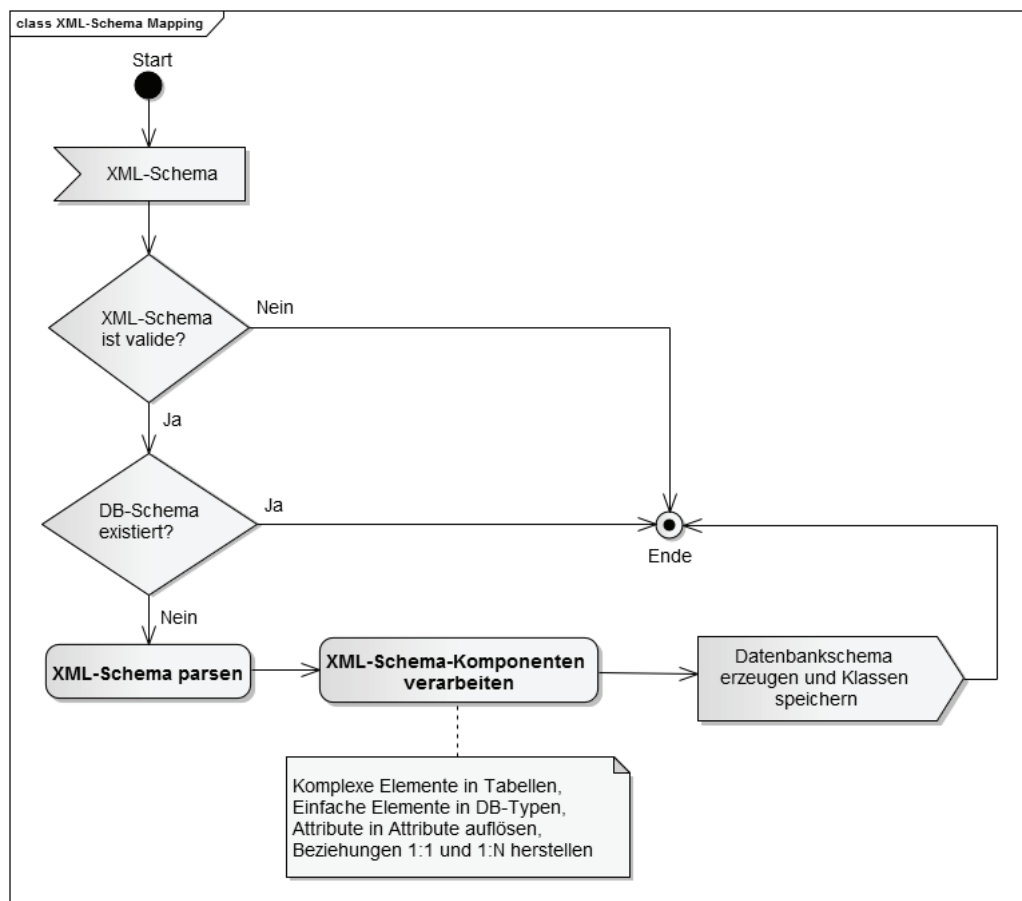 class XML-Schema Mapping
Start
XML-Schema
XML-Schema
ist valide?
Nein
Ja
DB-Schema
existiert?
Ja
Ende
Nein
XML-Schema parsen
XML-Schema-Komponenten
verarbeiten
Datenbankschema
erzeugen und Klassen
speichern
Komplexe Elemente in Tabellen,
Einfache Elemente in DB-Typen,
Attribute in Attribute auflösen,
Beziehungen 1:1 und 1:N herstellen